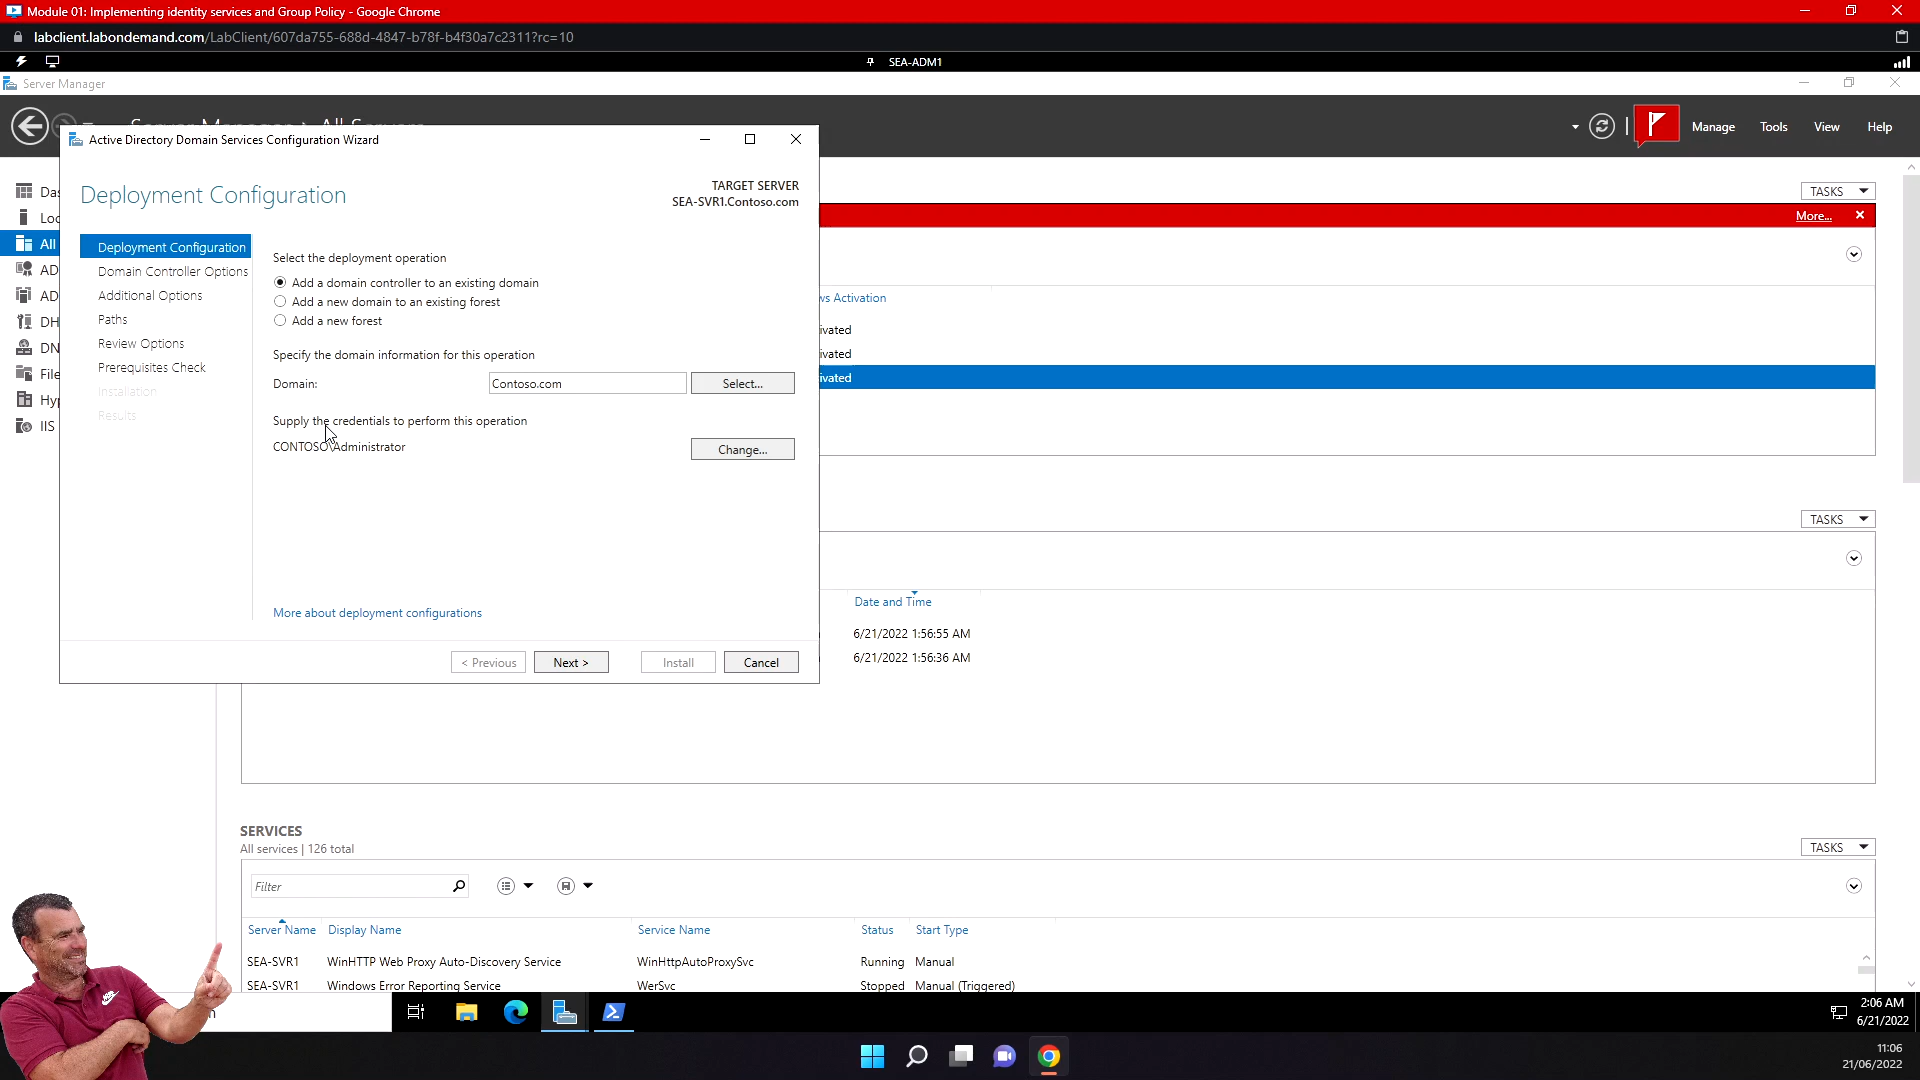 Module 01: Implementing identity services and Group Policy - Google Chrome
labclient.labondemand.com/LabClient/607da755-688d-4847-b78f-b4f30a7c2311?rc=10
SEA-ADM1
Server Manager
Manage Tools View Help
Active Directory Domain Services Configuration Wizard
Deployment Configuration
TARGET SERVER
SEA-SVR1.Contoso.com
Deployment Configuration
Domain Controller Options
Additional Options
Paths
Review Options
Prerequisites Check
Installation
Results
Select the deployment operation
Add a domain controller to an existing domain
Add a new domain to an existing forest
Add a new forest
Specify the domain information for this operation
Domain: Contoso.com Select...
Supply the credentials to perform this operation
CONTOSO\Administrator Change...
More about deployment configurations
< Previous Next > Install Cancel
All
AD
AD
IIS
TASKS
More...
Activation
TASKS
Date and Time
6/21/2022 1:56:55 AM
6/21/2022 1:56:36 AM
SERVICES
All services | 126 total
TASKS
Filter
Server Name Display Name Service Name Status Start Type
SEA-SVR1 WinHTTP Web Proxy Auto-Discovery Service WinHttpAutoProxySvc Running Manual
SEA-SVR1 Windows Error Reporting Service WerSvc Stopped Manual (Triggered)
2:06 AM
6/21/2022
11:06
21/06/2022